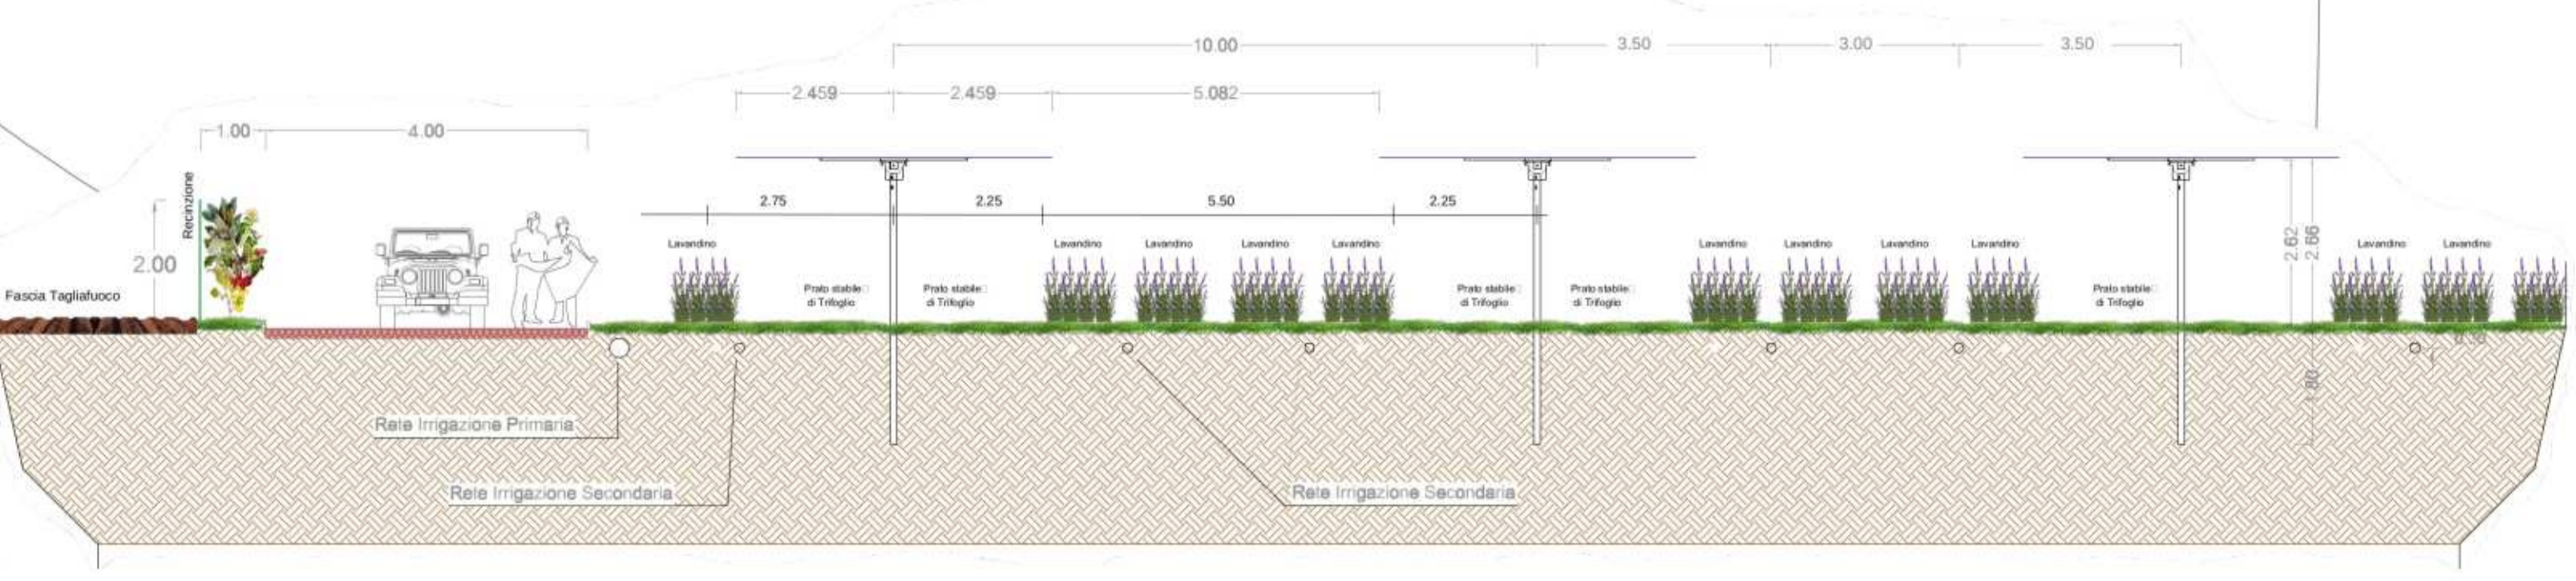 10.00
3.50
3.00
3.50
2.459
2.459
5.082
1.00
4.00
Recinzione
2.00
2.75
2.25
5.50
2.25
2.62
2.66
Lavandino
Lavandino
Lavandino
Lavandino
Lavandino
Lavandino
Lavandino
Lavandino
Lavandino
Lavandino
Lavandino
Fascia Tagliafuoco
Prato stabile
di Trifoglio
Prato stabile
di Trifoglio
Prato stabile
di Trifoglio
Prato stabile
di Trifoglio
Prato stabile
di Trifoglio
1.80
Rete Irrigazione Primaria
Rete Irrigazione Secondaria
Rete Irrigazione Secondaria